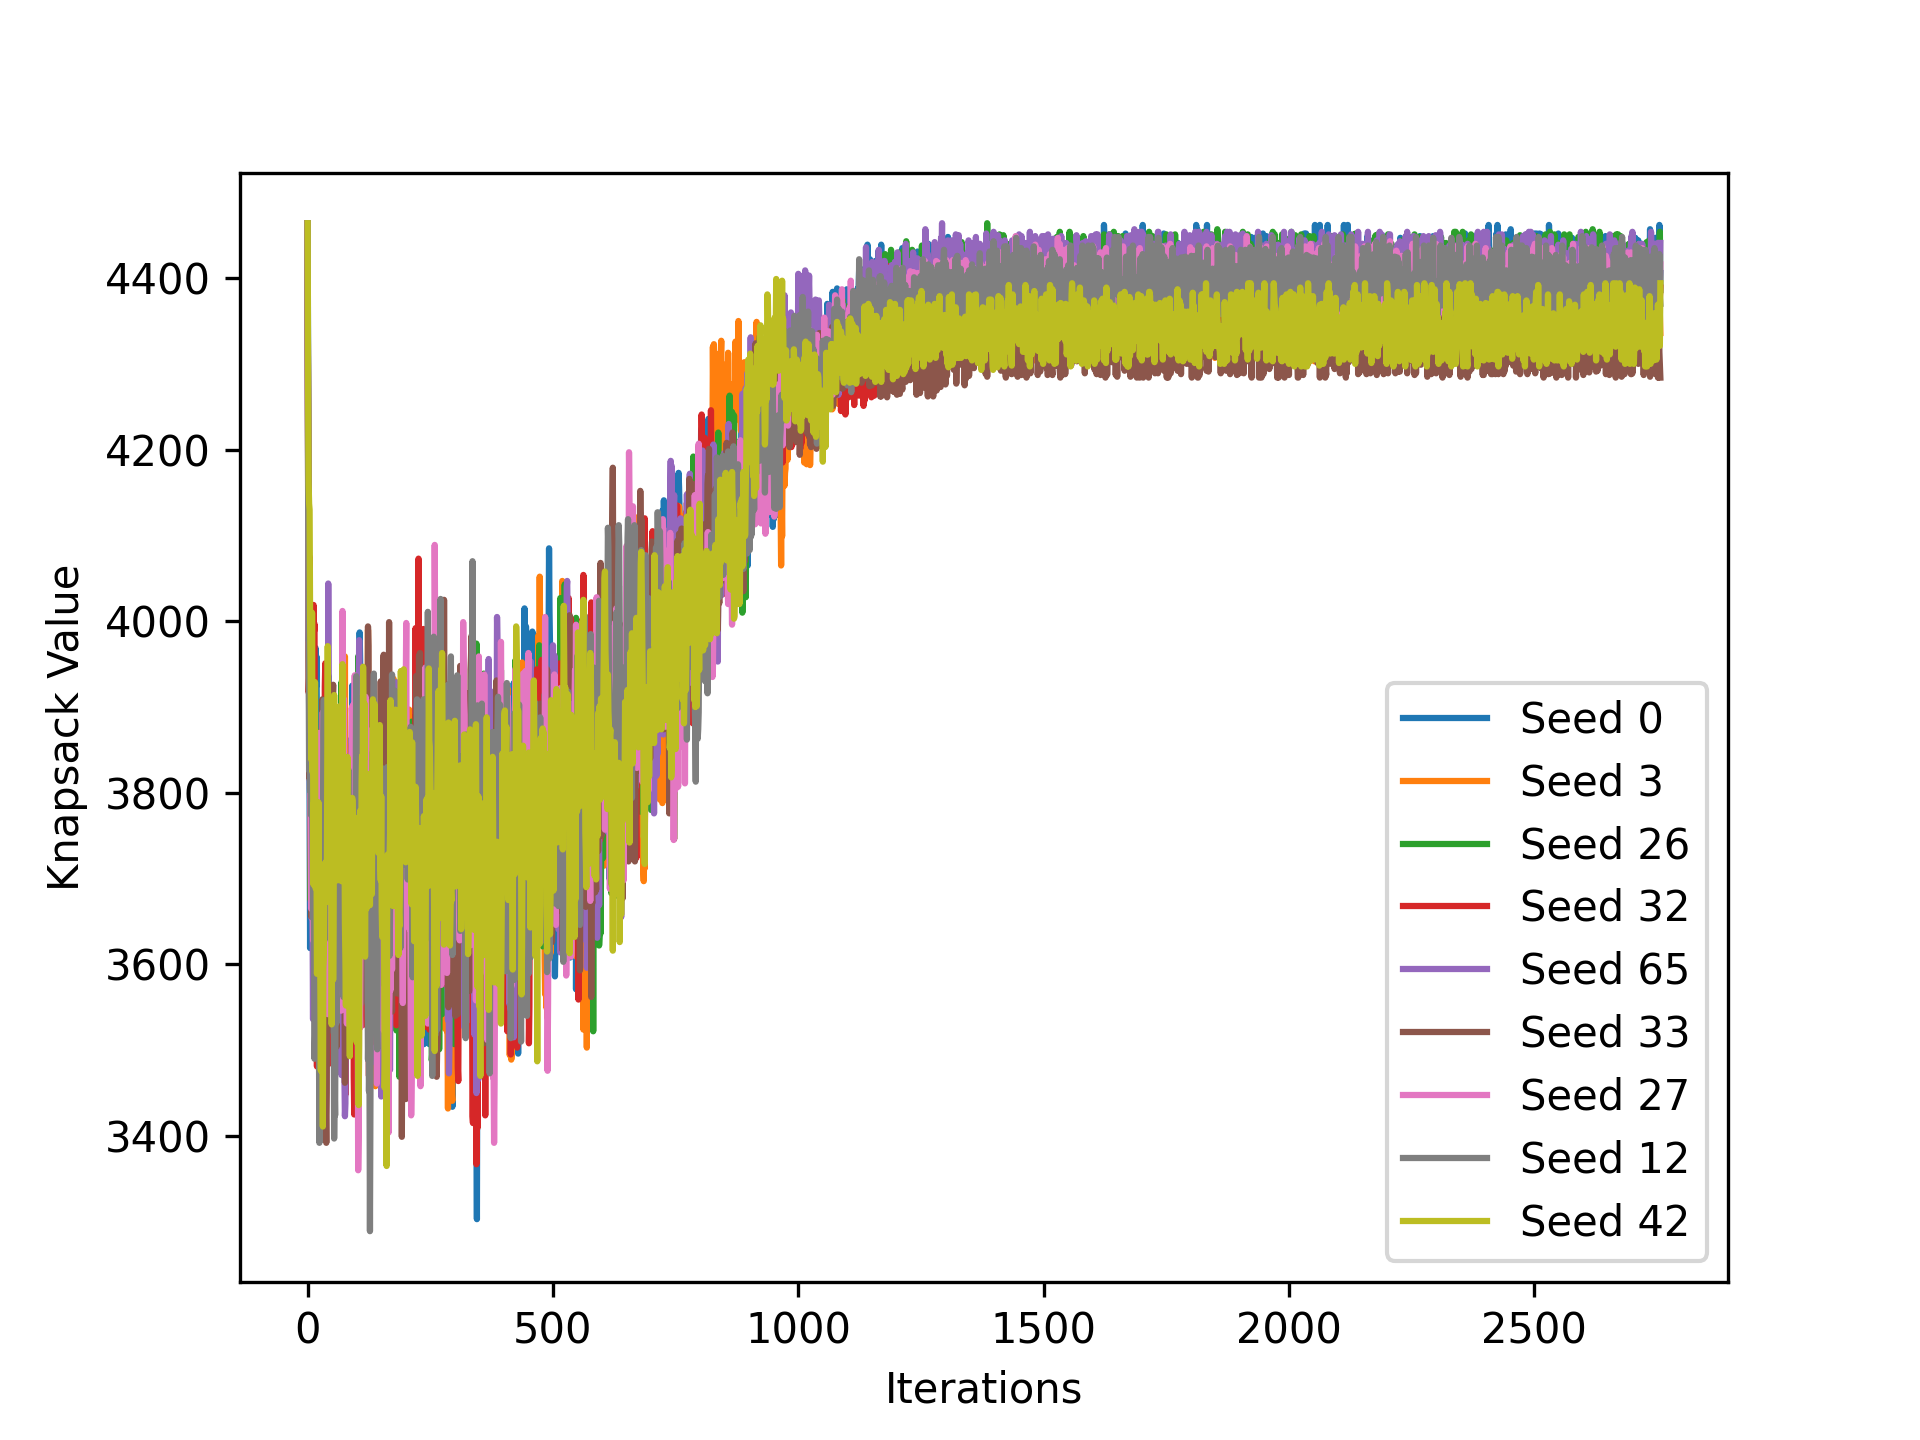 4400
4200
4000
3800
3600
3400
Knapsack Value
0 500 1000 1500 2000 2500
Iterations
Seed 0
Seed 3
Seed 26
Seed 32
Seed 65
Seed 33
Seed 27
Seed 12
Seed 42